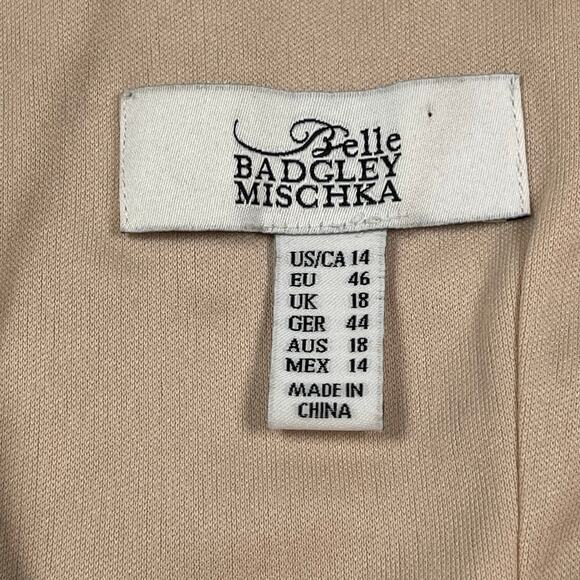 Belle
BADGLEY
MISCHKA
US/CA 14
EU 46
UK 18
GER 44
AUS 18
MEX 14
MADE IN
CHINA